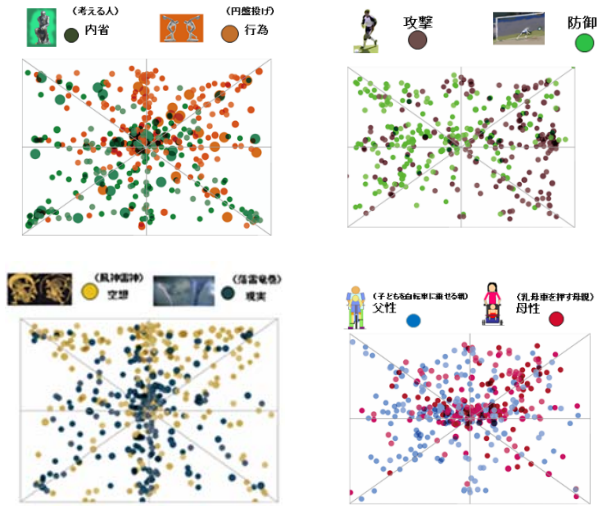 （考える人）
内省
（円盤投げ）
行為
攻撃
防御
（風神雷神）
空想
（落雷竜巻）
現実
（子どもを自転車に乗せる親）
父性
（乳母車を押す母親）
母性